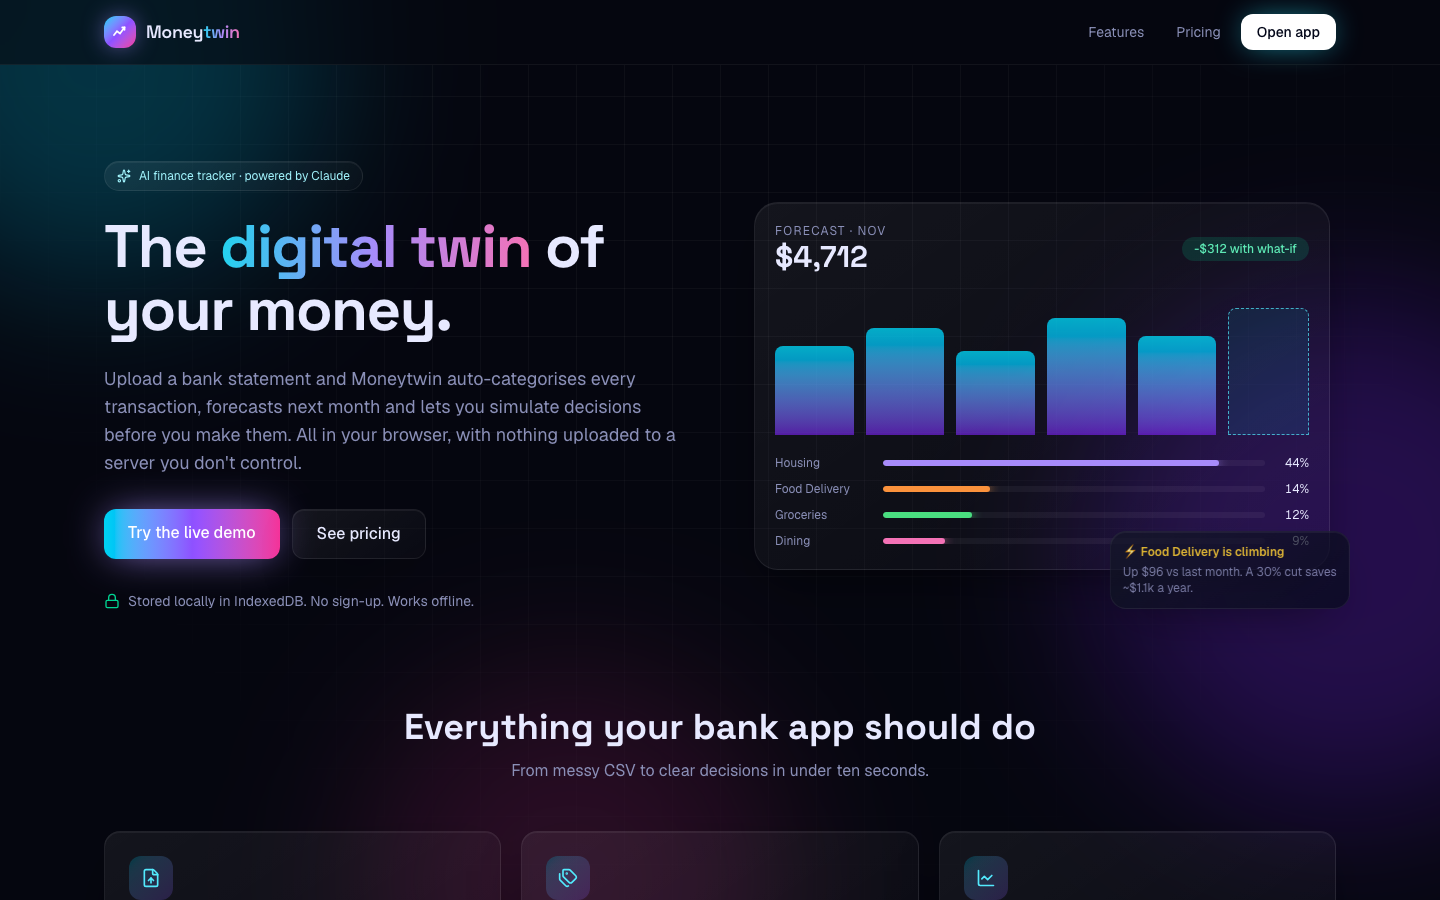 Moneytwin
Features
Pricing
Open app
AI finance tracker · powered by Claude
The digital twin of
your money.
Upload a bank statement and Moneytwin auto-categorises every
transaction, forecasts next month and lets you simulate decisions
before you make them. All in your browser, with nothing uploaded to a
server you don't control.
Try the live demo
See pricing
Stored locally in IndexedDB. No sign-up. Works offline.
FORECAST · NOV
$4,712
-$312 with what-if
Housing 44%
Food Delivery 14%
Groceries 12%
Dining 9%
⚡ Food Delivery is climbing
Up $96 vs last month. A 30% cut saves
~$1.1k a year.
Everything your bank app should do
From messy CSV to clear decisions in under ten seconds.